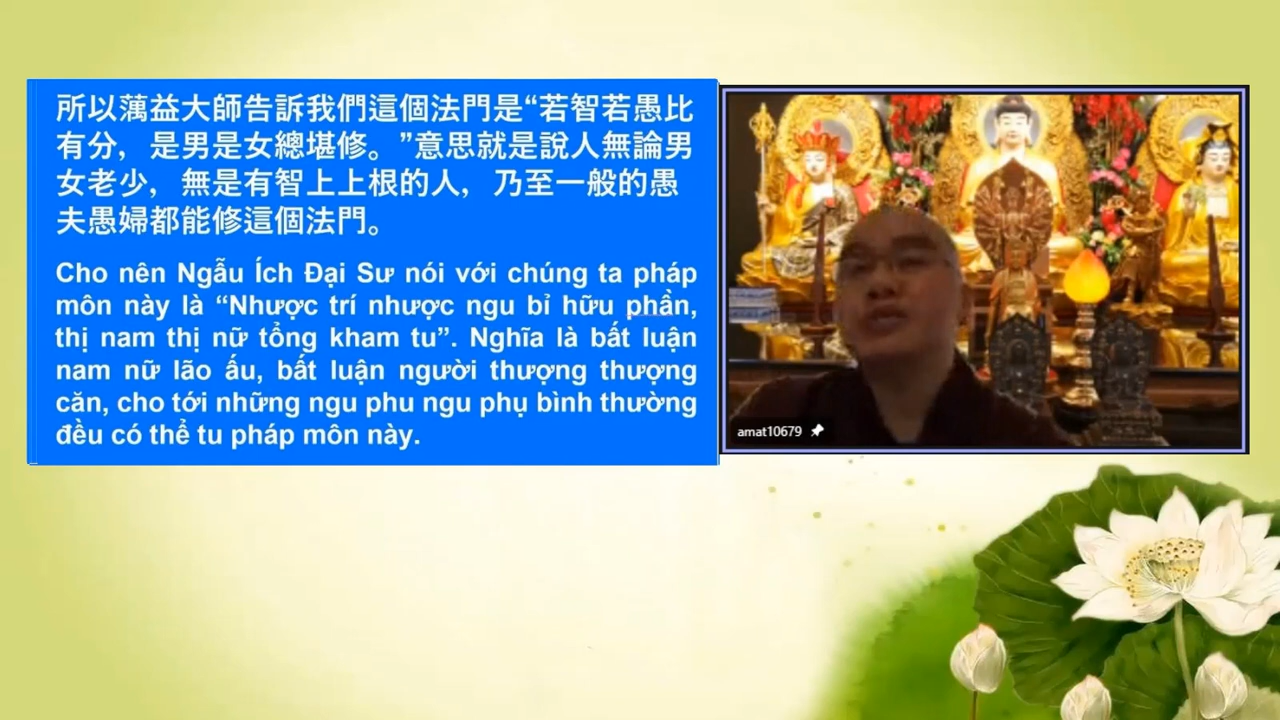 所以蕅益大師告訴我們這個法門是“若智若愚比
有分，是男是女總堪修。”意思就是說人無論男
女老少，無是有智上上根的人，乃至一般的愚
夫愚婦都能修這個法門。
Cho nên Ngẫu Ích Đại Sư nói với chúng ta pháp
môn này là “Nhược trí nhược ngu bỉ hữu phần,
thị nam thị nữ tổng kham tu”. Nghĩa là bất luận
nam nữ lão ấu, bất luận người thượng thượng
căn, cho tới những ngu phu ngu phụ bình thường
đều có thể tu pháp môn này.
amat10679